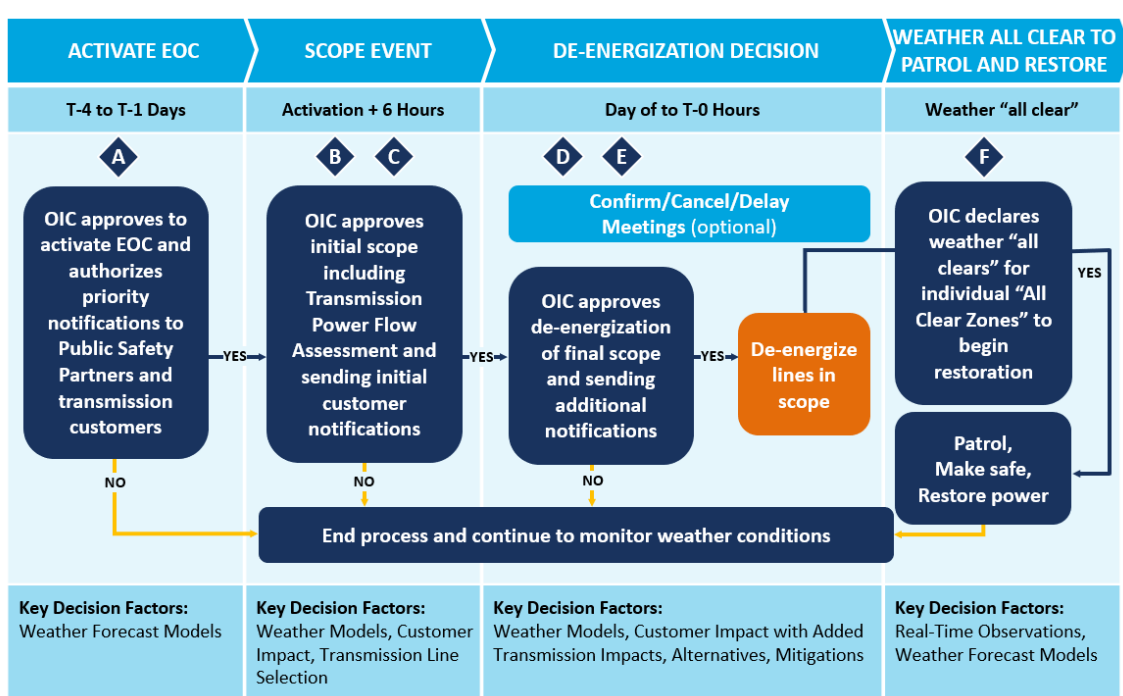 ACTIVATE EOC
SCOPE EVENT
DE-ENERGIZATION DECISION
WEATHER ALL CLEAR TO
PATROL AND RESTORE
T-4 to T-1 Days
Activation + 6 Hours
Day of to T-0 Hours
Weather “all clear”
A
OIC approves to
activate EOC and
authorizes
priority
notifications to
Public Safety
Partners and
transmission
customers
YES
NO
B
C
OIC approves
initial scope
including
Transmission
Power Flow
Assessment and
sending initial
customer
notifications
YES
NO
D
E
Confirm/Cancel/Delay
Meetings (optional)
OIC approves
de-energization
of final scope
and sending
additional
notifications
YES
NO
De-energize
lines in
scope
F
OIC declares
weather “all
clears” for
individual “All
Clear Zones” to
begin
restoration
YES
Patrol,
Make safe,
Restore power
End process and continue to monitor weather conditions
Key Decision Factors:
Weather Forecast Models
Key Decision Factors:
Weather Models, Customer
Impact, Transmission Line
Selection
Key Decision Factors:
Weather Models, Customer Impact with Added
Transmission Impacts, Alternatives, Mitigations
Key Decision Factors:
Real-Time Observations,
Weather Forecast Models